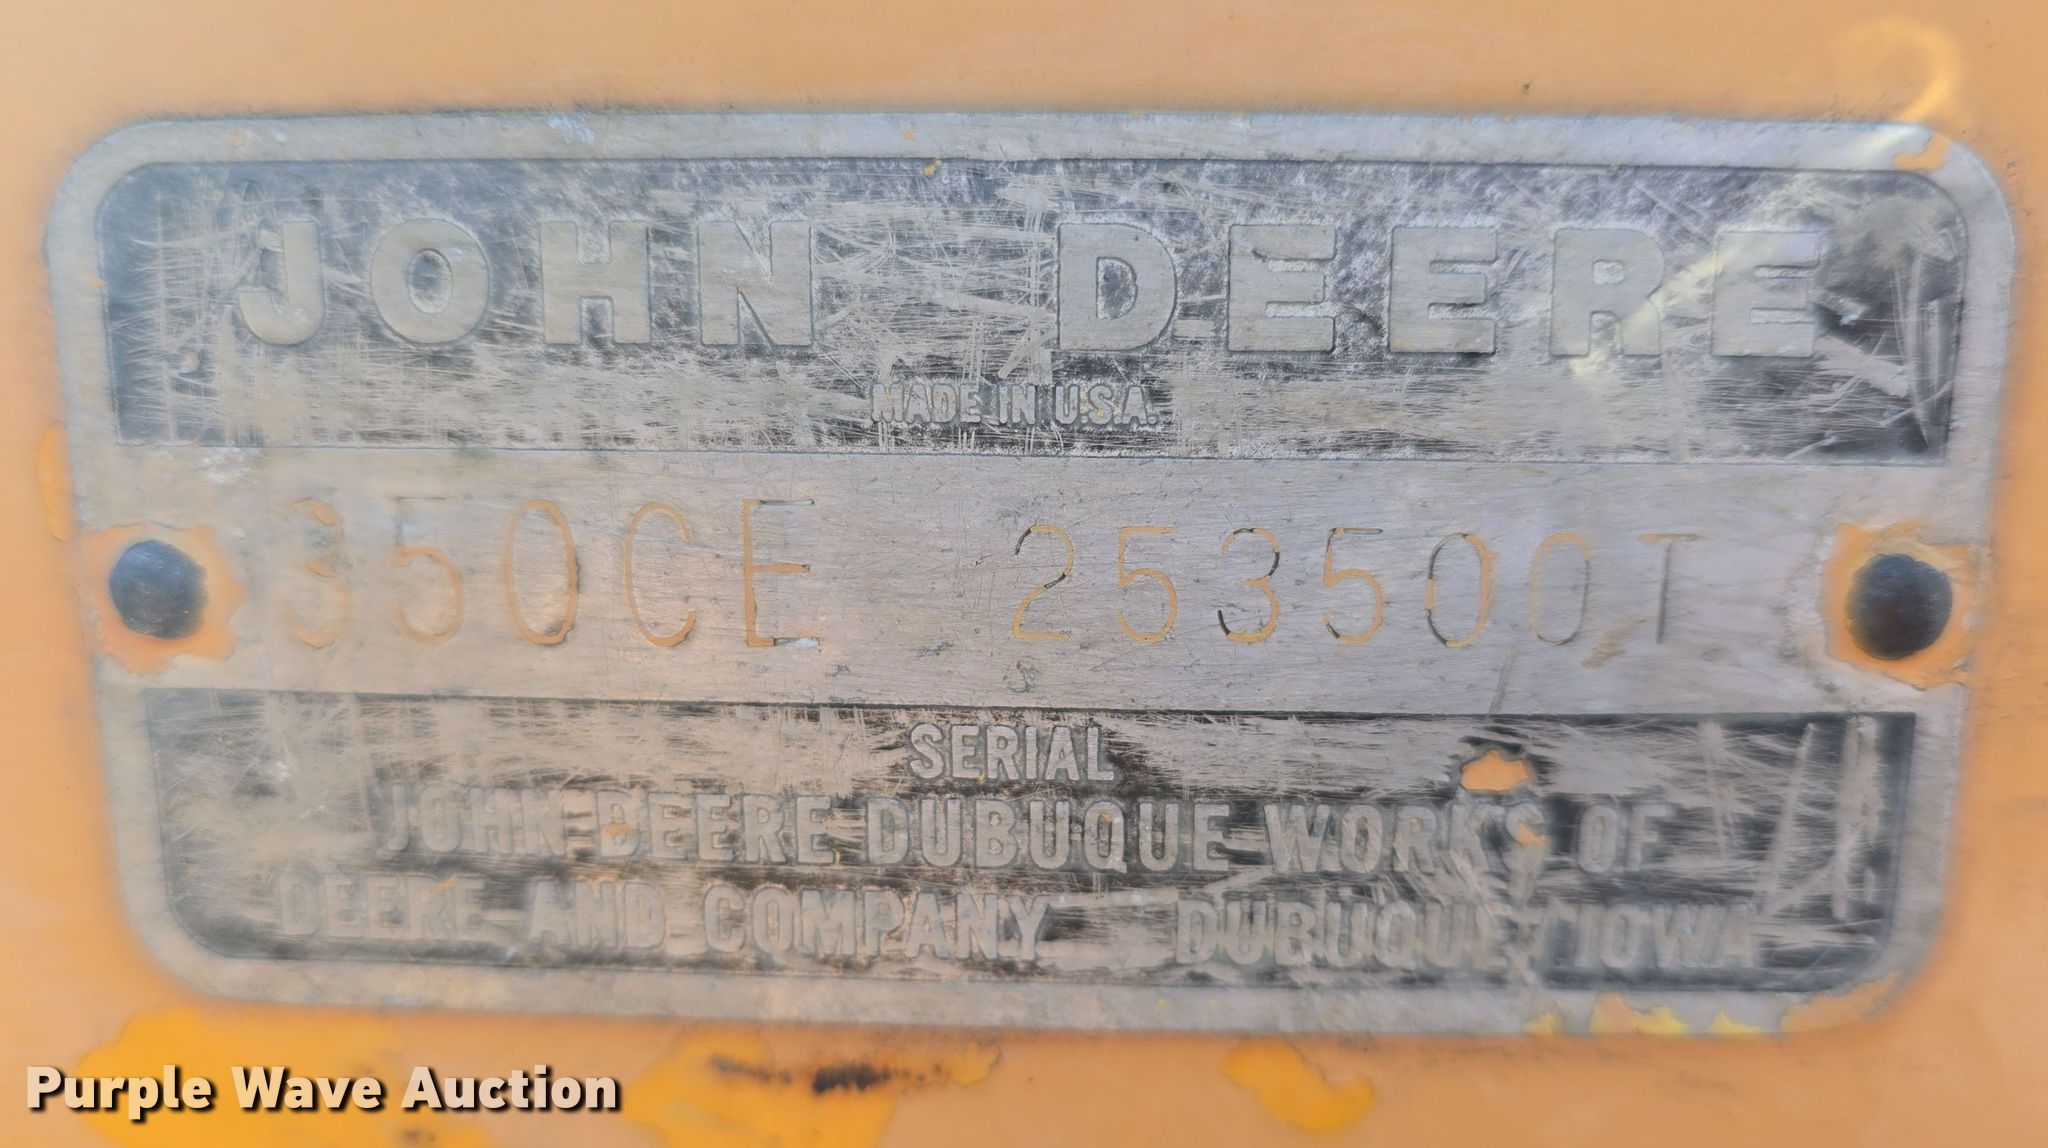 JOHN DEERE
MADE IN U.S.A.
350CE 253500T
SERIAL
JOHN DEERE DUBUQUE WORKS OF
DEERE AND COMPANY DUBUQUE, IOWA
Purple Wave Auction